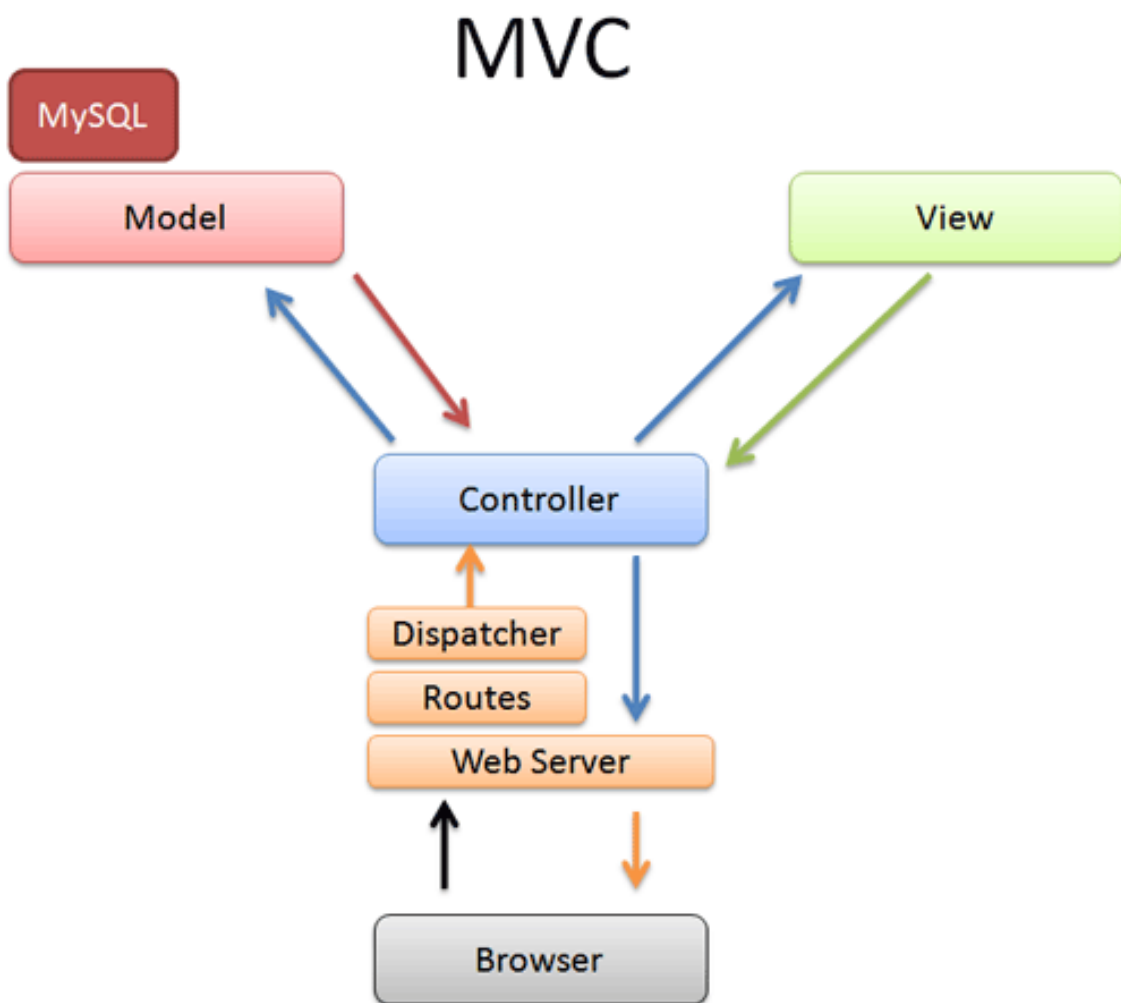 MVC
MySQL
Model
View
Controller
Dispatcher
Routes
Web Server
Browser